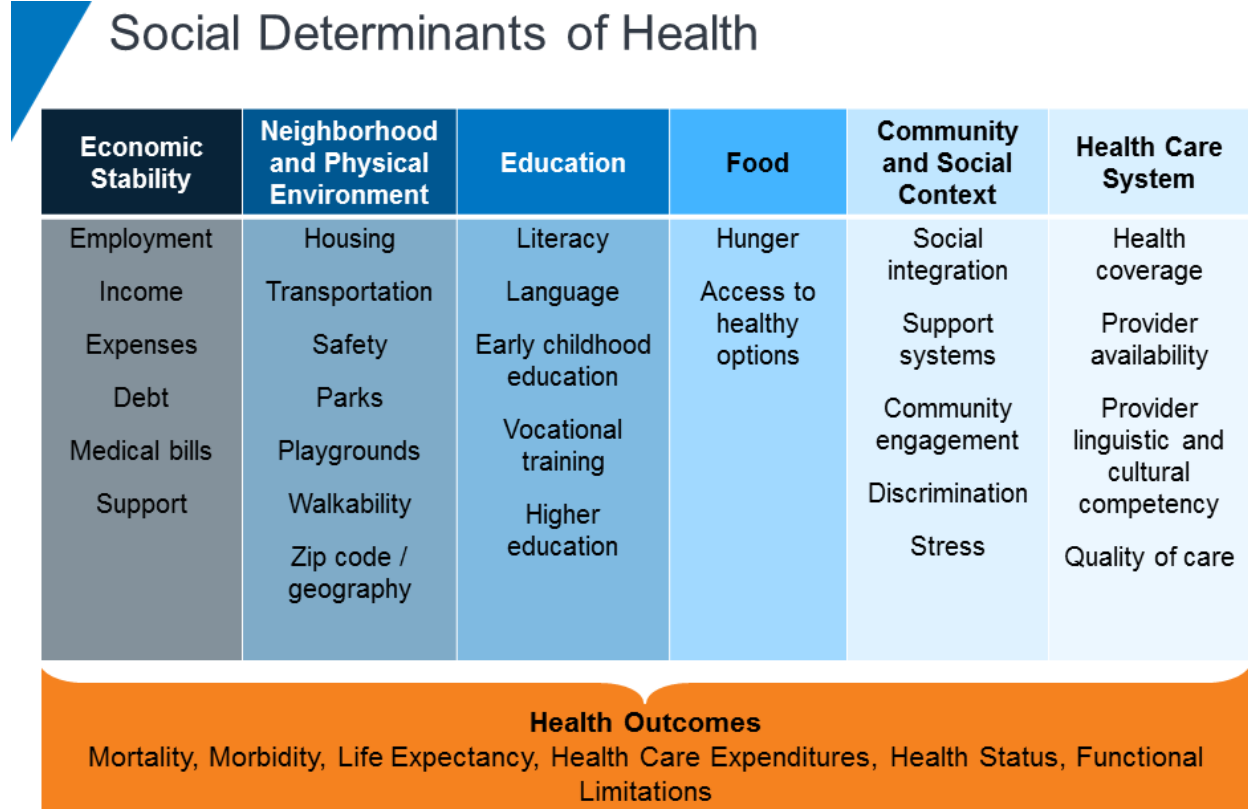 Social Determinants of Health
Economic
Stability
Neighborhood
and Physical
Environment
Education
Food
Community
and Social
Context
Health Care
System
Employment
Income
Expenses
Debt
Medical bills
Support
Housing
Transportation
Safety
Parks
Playgrounds
Walkability
Zip code /
geography
Literacy
Language
Early childhood
education
Vocational
training
Higher
education
Hunger
Access to
healthy
options
Social
integration
Support
systems
Community
engagement
Discrimination
Stress
Health
coverage
Provider
availability
Provider
linguistic and
cultural
competency
Quality of care
Health Outcomes
Mortality, Morbidity, Life Expectancy, Health Care Expenditures, Health Status, Functional
Limitations